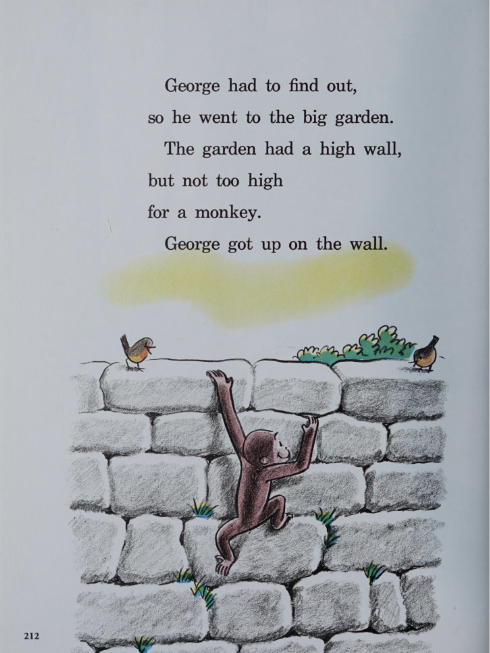 George had to find out,
so he went to the big garden.
The garden had a high wall,
but not too high
for a monkey.
George got up on the wall.
212